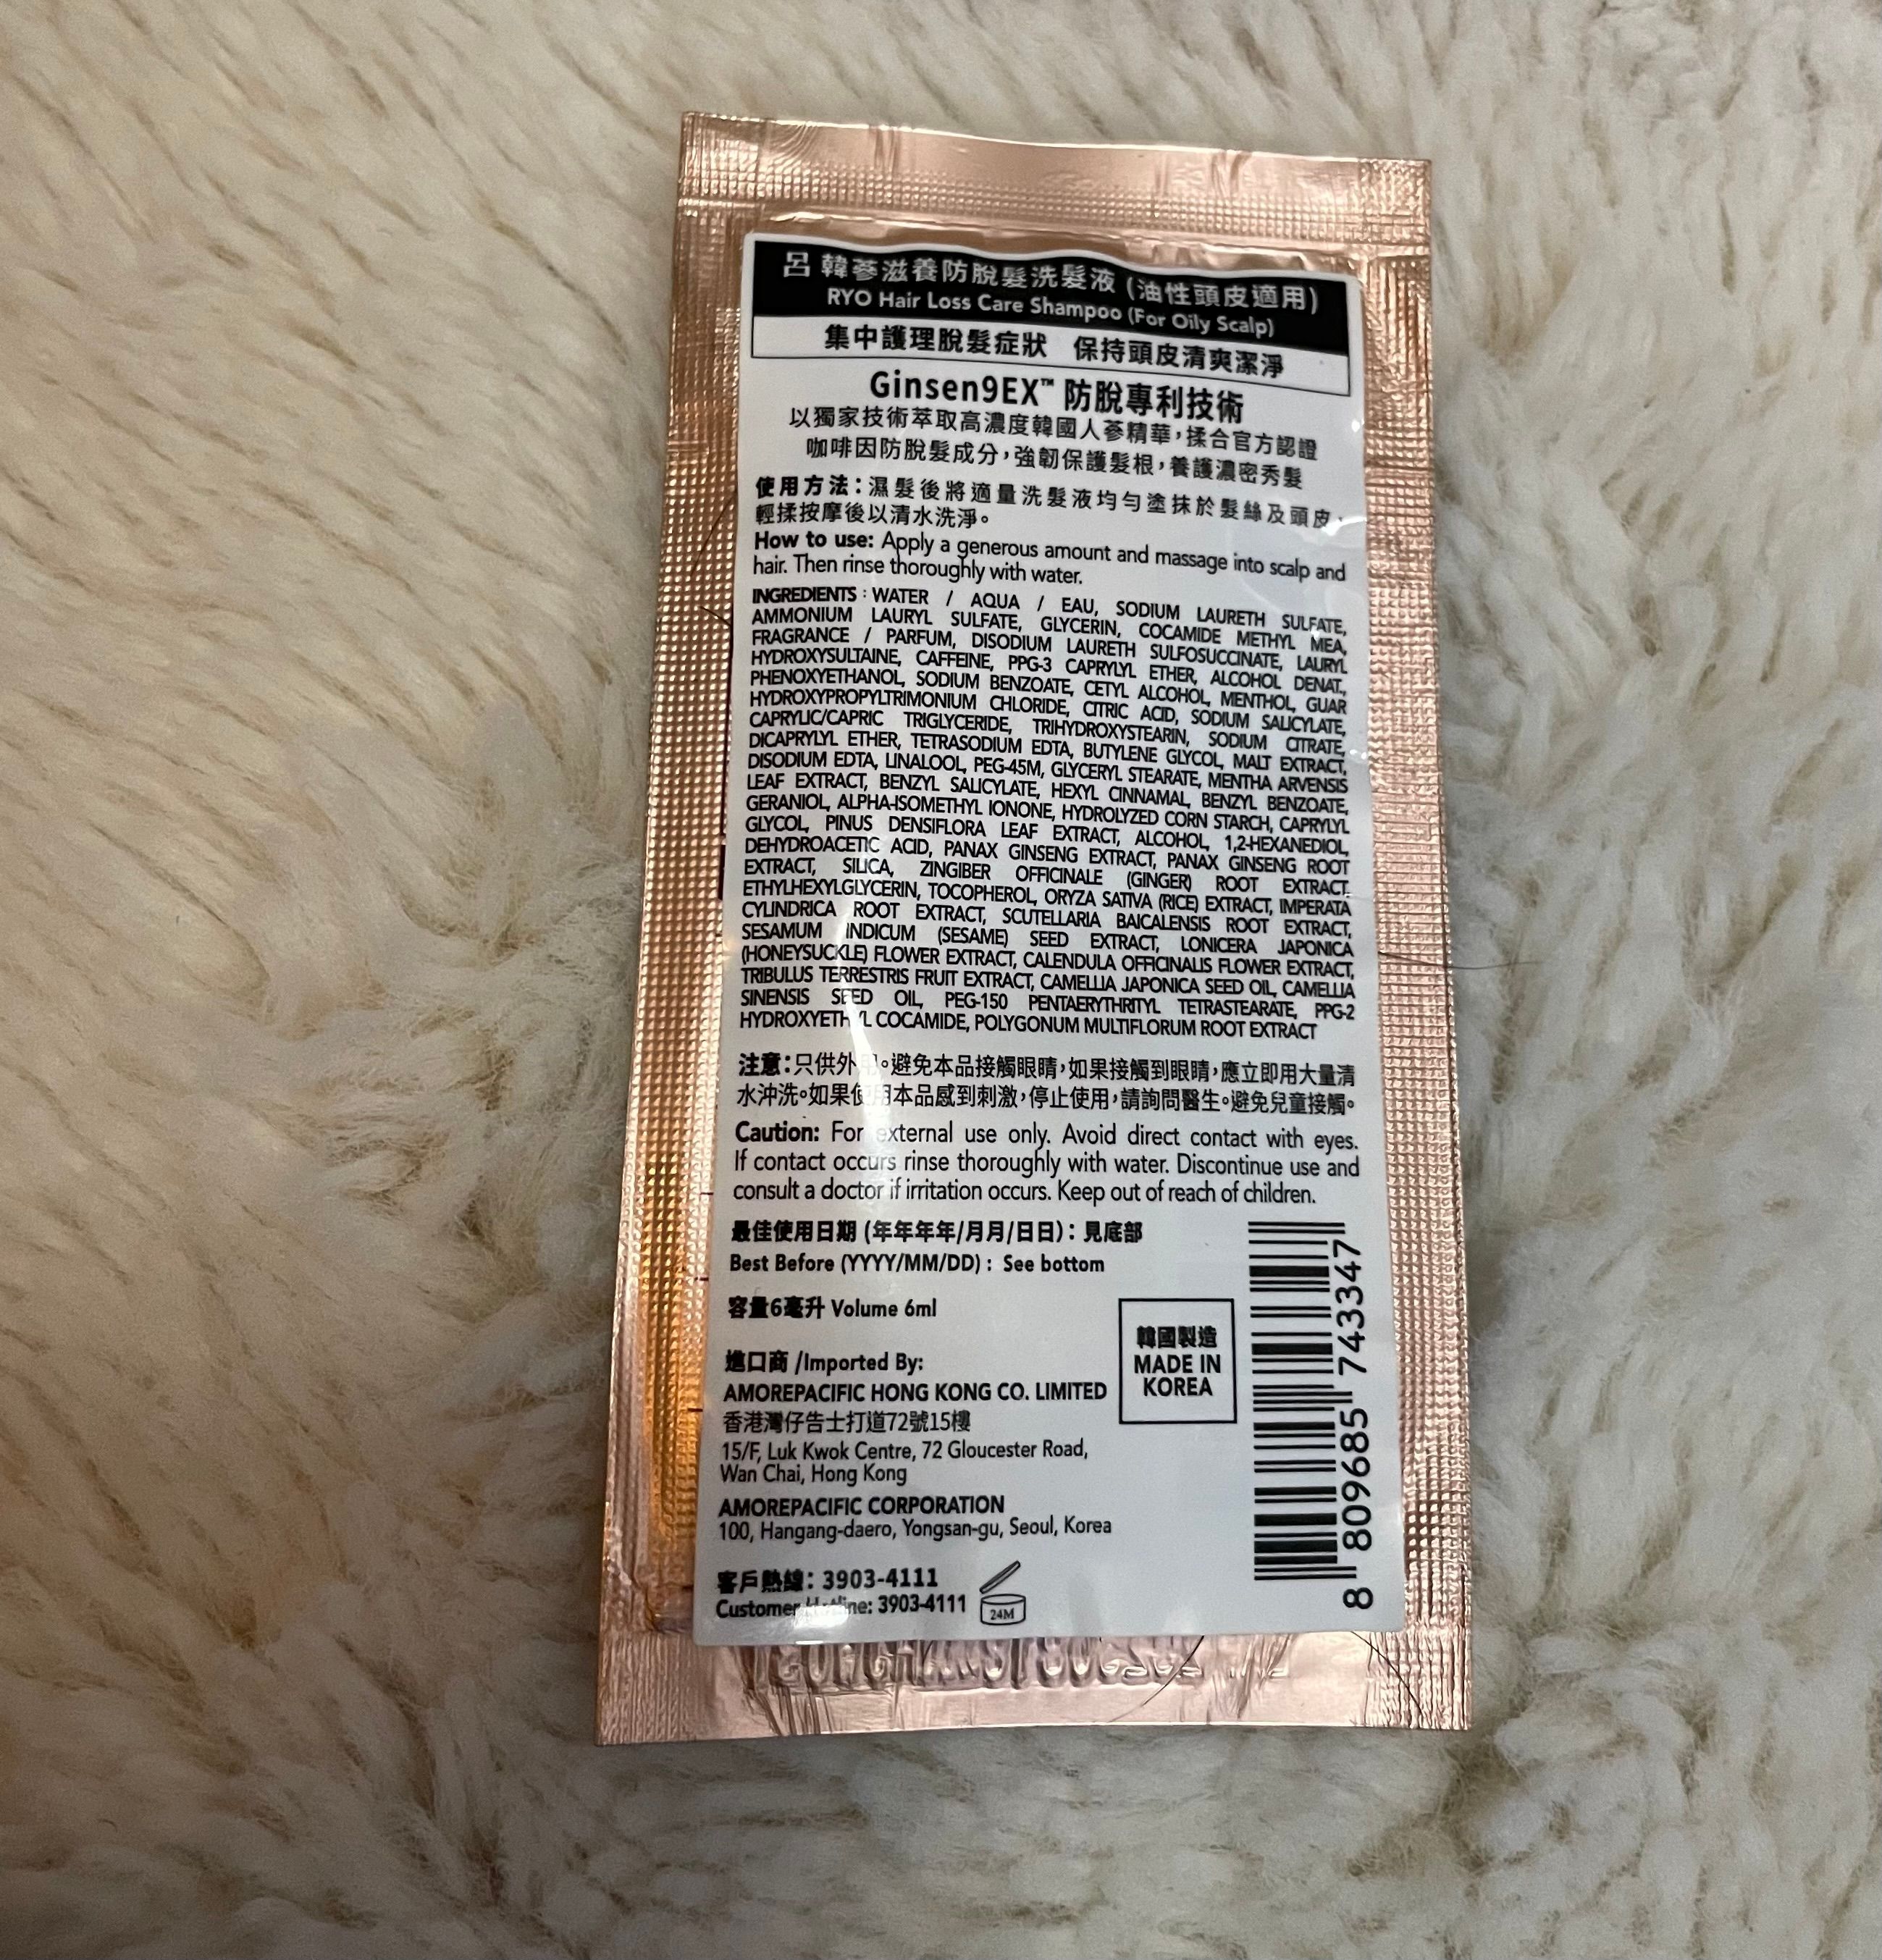 呂 韓蔘滋養防脫髮洗髮液 (油性頭皮適用)
RYO Hair Loss Care Shampoo (For Oily Scalp)
集中護理脫髮症狀 保持頭皮清爽潔淨
Ginsen9EX™ 防脫專利技術
以獨家技術萃取高濃度韓國人蔘精華,揉合官方認證
咖啡因防脫髮成分,強韌保護髮根,養護濃密秀髮
使用方法:濕髮後將適量洗髮液均勻塗抹於髮絲及頭皮,
輕揉按摩後以清水洗淨。
How to use: Apply a generous amount and massage into scalp and
hair. Then rinse thoroughly with water.
INGREDIENTS : WATER / AQUA / EAU, SODIUM LAURETH SULFATE,
AMMONIUM LAURYL SULFATE, GLYCERIN, COCAMIDE METHYL MEA,
FRAGRANCE / PARFUM, DISODIUM LAURETH SULFOSUCCINATE, LAURYL
HYDROXYSULTAINE, CAFFEINE, PPG-3 CAPRYLYL ETHER, ALCOHOL DENAT.,
PHENOXYETHANOL, SODIUM BENZOATE, CETYL ALCOHOL, MENTHOL, GUAR
HYDROXYPROPYLTRIMONIUM CHLORIDE, CITRIC ACID, SODIUM SALICYLATE,
CAPRYLIC/CAPRIC TRIGLYCERIDE, TRIHYDROXYSTEARIN, SODIUM CITRATE,
DICAPRYLYL ETHER, TETRASODIUM EDTA, BUTYLENE GLYCOL, MALT EXTRACT,
DISODIUM EDTA, LINALOOL, PEG-45M, GLYCERYL STEARATE, MENTHA ARVENSIS
LEAF EXTRACT, BENZYL SALICYLATE, HEXYL CINNAMAL, BENZYL BENZOATE,
GERANIOL, ALPHA-ISOMETHYL IONONE, HYDROLYZED CORN STARCH, CAPRYLYL
GLYCOL, PINUS DENSIFLORA LEAF EXTRACT, ALCOHOL, 1,2-HEXANEDIOL,
DEHYDROACETIC ACID, PANAX GINSENG EXTRACT, PANAX GINSENG ROOT
EXTRACT, SILICA, ZINGIBER OFFICINALE (GINGER) ROOT EXTRACT,
ETHYLHEXYLGLYCERIN, TOCOPHEROL, ORYZA SATIVA (RICE) EXTRACT, IMPERATA
CYLINDRICA ROOT EXTRACT, SCUTELLARIA BAICALENSIS ROOT EXTRACT,
SESAMUM INDICUM (SESAME) SEED EXTRACT, LONICERA JAPONICA
(HONEYSUCKLE) FLOWER EXTRACT, CALENDULA OFFICINALIS FLOWER EXTRACT,
TRIBULUS TERRESTRIS FRUIT EXTRACT, CAMELLIA JAPONICA SEED OIL, CAMELLIA
SINENSIS SEED OIL, PEG-150 PENTAERYTHRITYL TETRASTEARATE, PPG-2
HYDROXYETHYL COCAMIDE, POLYGONUM MULTIFLORUM ROOT EXTRACT
注意:只供外用。避免本品接觸眼睛,如果接觸到眼睛,應立即用大量清
水沖洗。如果使用本品感到刺激,停止使用,請詢問醫生。避免兒童接觸。
Caution: For external use only. Avoid direct contact with eyes.
If contact occurs rinse thoroughly with water. Discontinue use and
consult a doctor if irritation occurs. Keep out of reach of children.
最佳使用日期 (年年年年/月月/日日):見底部
Best Before (YYYY/MM/DD) : See bottom
容量6毫升 Volume 6ml
進口商 /Imported By:
AMOREPACIFIC HONG KONG CO. LIMITED
香港灣仔告士打道72號15樓
15/F, Luk Kwok Centre, 72 Gloucester Road,
Wan Chai, Hong Kong
AMOREPACIFIC CORPORATION
100, Hangang-daero, Yongsan-gu, Seoul, Korea
客戶熱線:3903-4111
Customer Hotline: 3903-4111
24M
韓國製造
MADE IN
KOREA
8 809685 743347